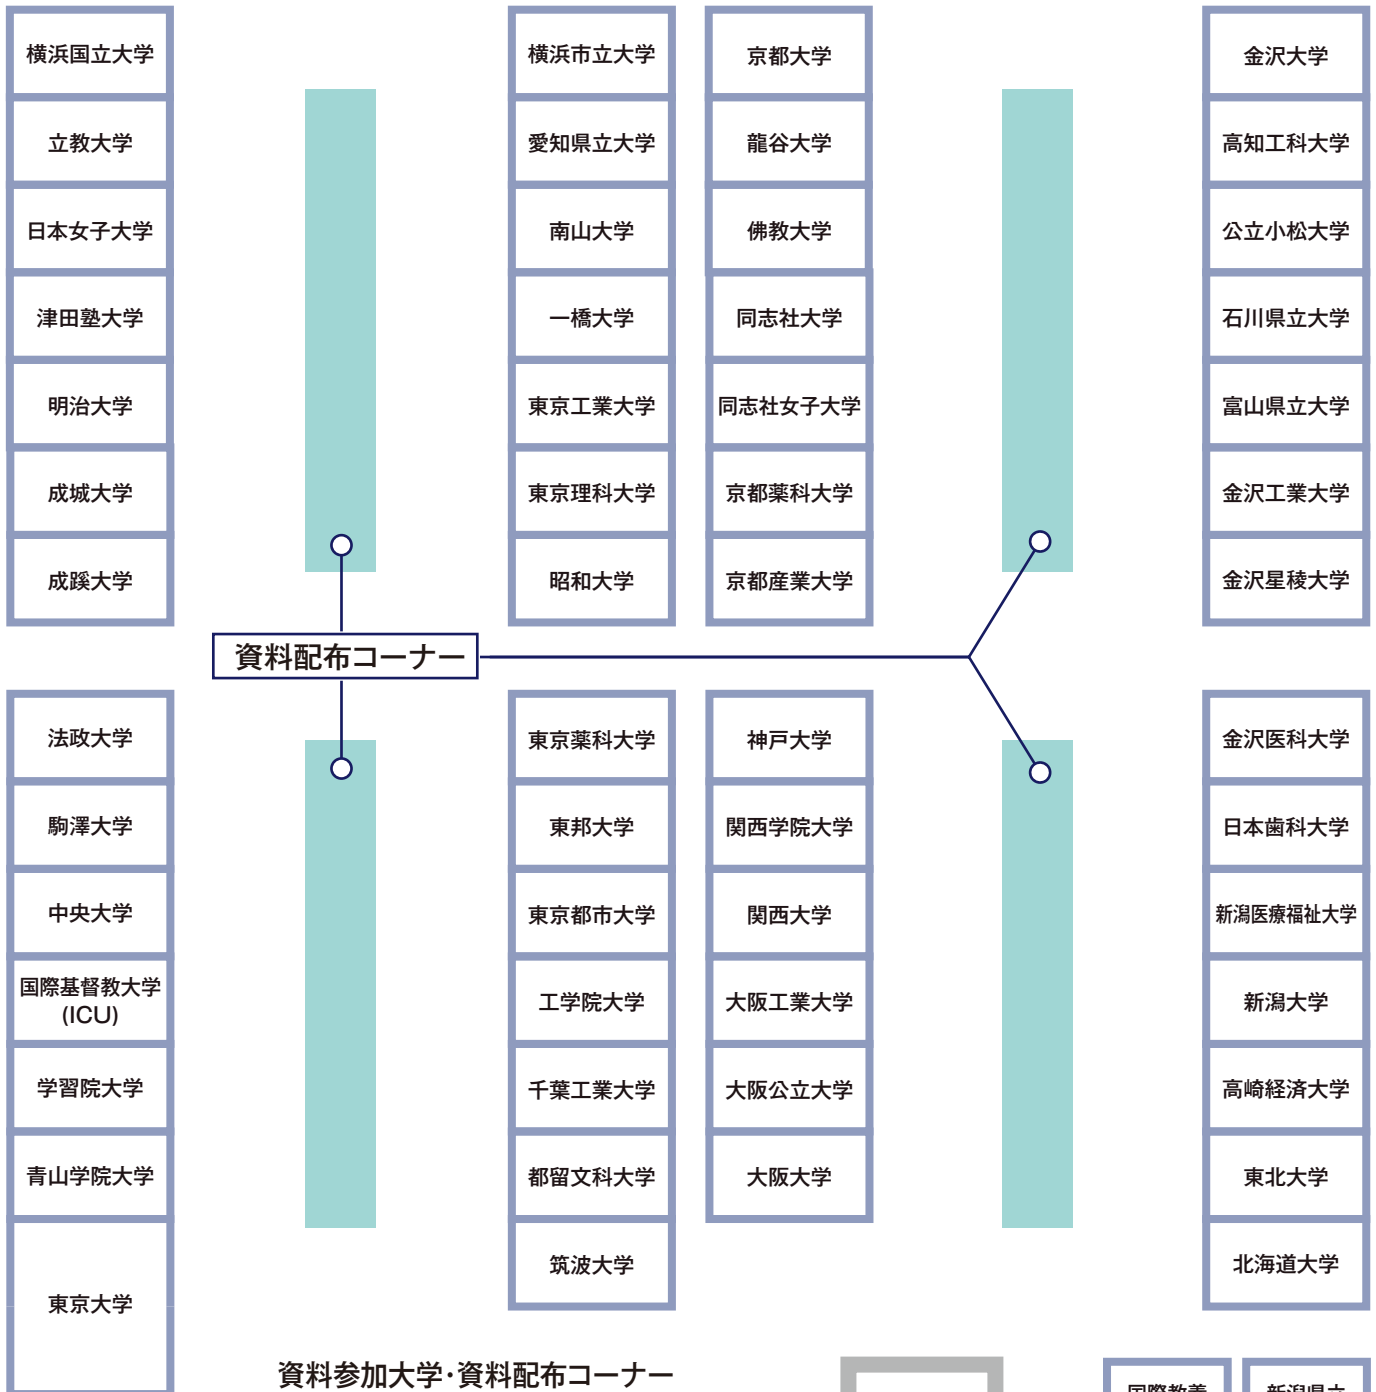 横浜国立大学
立教大学
日本女子大学
津田塾大学
明治大学
成城大学
成蹊大学
横浜市立大学
愛知県立大学
南山大学
一橋大学
東京工業大学
東京理科大学
昭和大学
京都大学
龍谷大学
佛教大学
同志社大学
同志社女子大学
京都薬科大学
京都産業大学
金沢大学
高知工科大学
公立小松大学
石川県立大学
富山県立大学
金沢工業大学
金沢星稜大学
資料配布コーナー
法政大学
駒澤大学
中央大学
国際基督教大学
(ICU)
学習院大学
青山学院大学
東京大学
東京薬科大学
東邦大学
東京都市大学
工学院大学
千葉工業大学
都留文科大学
筑波大学
神戸大学
関西学院大学
関西大学
大阪工業大学
大阪公立大学
大阪大学
金沢医科大学
日本歯科大学
新潟医療福祉大学
新潟大学
高崎経済大学
東北大学
北海道大学
資料参加大学・資料配布コーナー
国際教養
新潟県立